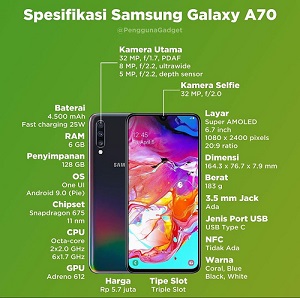 Spesifikasi Samsung Galaxy A70
@PenggunaGadget
Kamera Utama
32 MP, f/1.7, PDAF
8 MP, f/2.2, ultrawide
5 MP, f/2.2, depth sensor
Kamera Selfie
32 MP, f/2.0
Baterai
4.500 mAh
Fast charging 25W
RAM
6 GB
Penyimpanan
128 GB
OS
One UI
Android 9.0 (Pie)
Chipset
Snapdragon 675
11 nm
CPU
Octa-core
2x2.0 GHz
6x1.7 GHz
GPU
Adreno 612
SAMSUNG
Layar
Super AMOLED
6.7 inch
1080 x 2400 pixels
20:9 ratio
Dimensi
164.3 x 76.7 x 7.9 mm
Berat
183 g
3.5 mm Jack
Ada
Jenis Port USB
USB Type C
NFC
Tidak Ada
Warna
Coral, Blue
Black, White
Harga
Rp 5.7 juta
Tipe Slot
Triple Slot